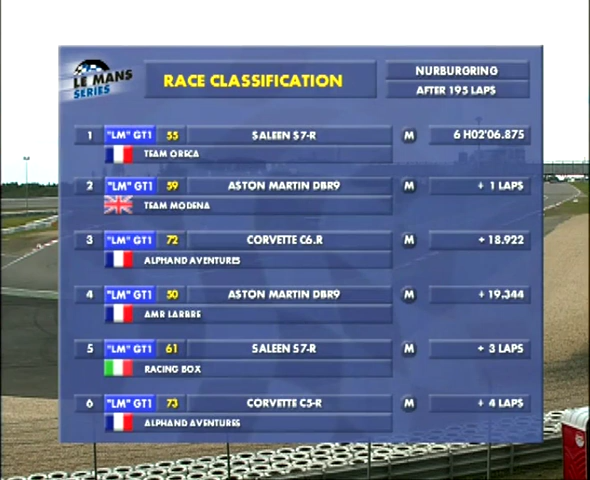 LE MANS SERIES
RACE CLASSIFICATION
NURBURGRING
AFTER 195 LAPS
1 "LM" GT1 55 SALEEN S7-R M 6 H02'06.875
TEAM ORECA
2 "LM" GT1 59 ASTON MARTIN DBR9 M + 1 LAPS
TEAM MODENA
3 "LM" GT1 72 CORVETTE C6.R M + 18.922
ALPHAND AVENTURES
4 "LM" GT1 50 ASTON MARTIN DBR9 M + 19.344
AMR LARBRE
5 "LM" GT1 61 SALEEN S7-R M + 3 LAPS
RACING BOX
6 "LM" GT1 73 CORVETTE C5-R M + 4 LAPS
ALPHAND AVENTURES